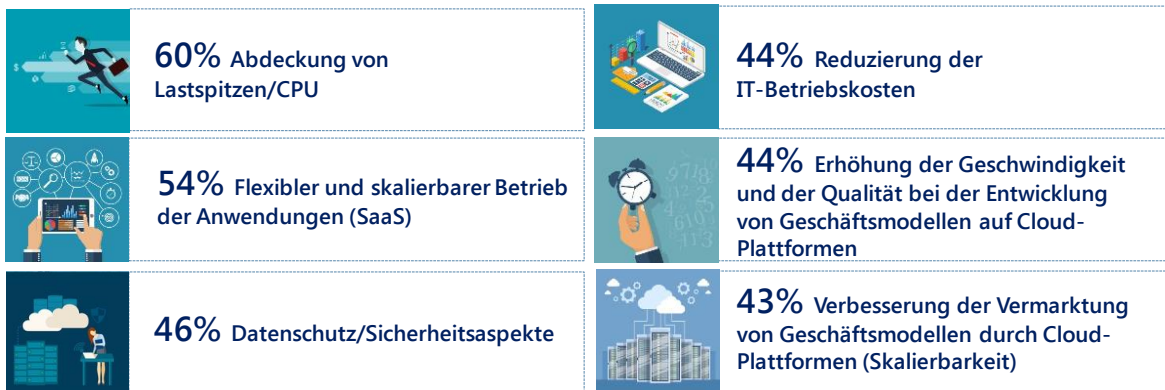 60% Abdeckung von
Lastspitzen/CPU
54% Flexibler und skalierbarer Betrieb
der Anwendungen (SaaS)
46% Datenschutz/Sicherheitsaspekte
44% Reduzierung der
IT-Betriebskosten
44% Erhöhung der Geschwindigkeit
und der Qualität bei der Entwicklung
von Geschäftsmodellen auf Cloud-
Plattformen
43% Verbesserung der Vermarktung
von Geschäftsmodellen durch Cloud-
Plattformen (Skalierbarkeit)